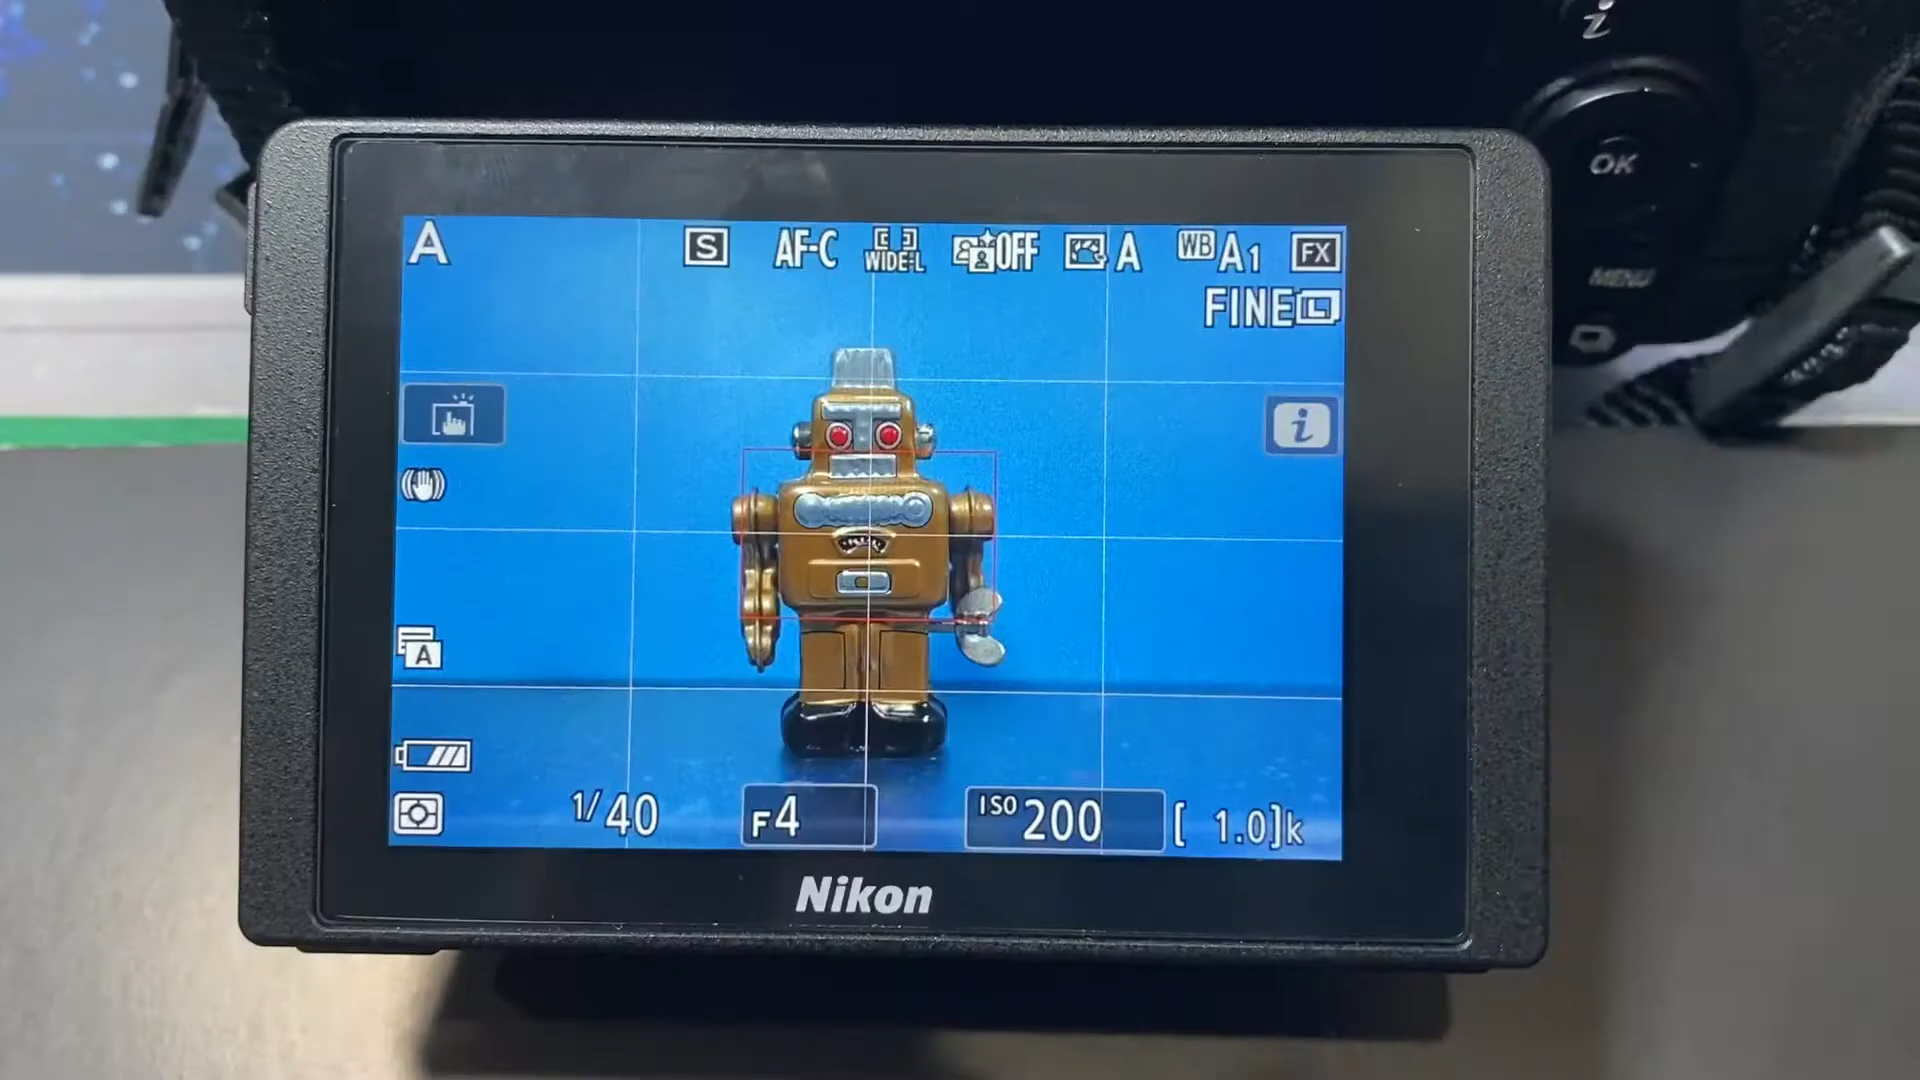 i
OK
MENU
A S AF-C WIDE-L OFF A WB A1 FX
FINE L
i
A
1/40 F4 ISO 200 [ 1.0]k
Nikon